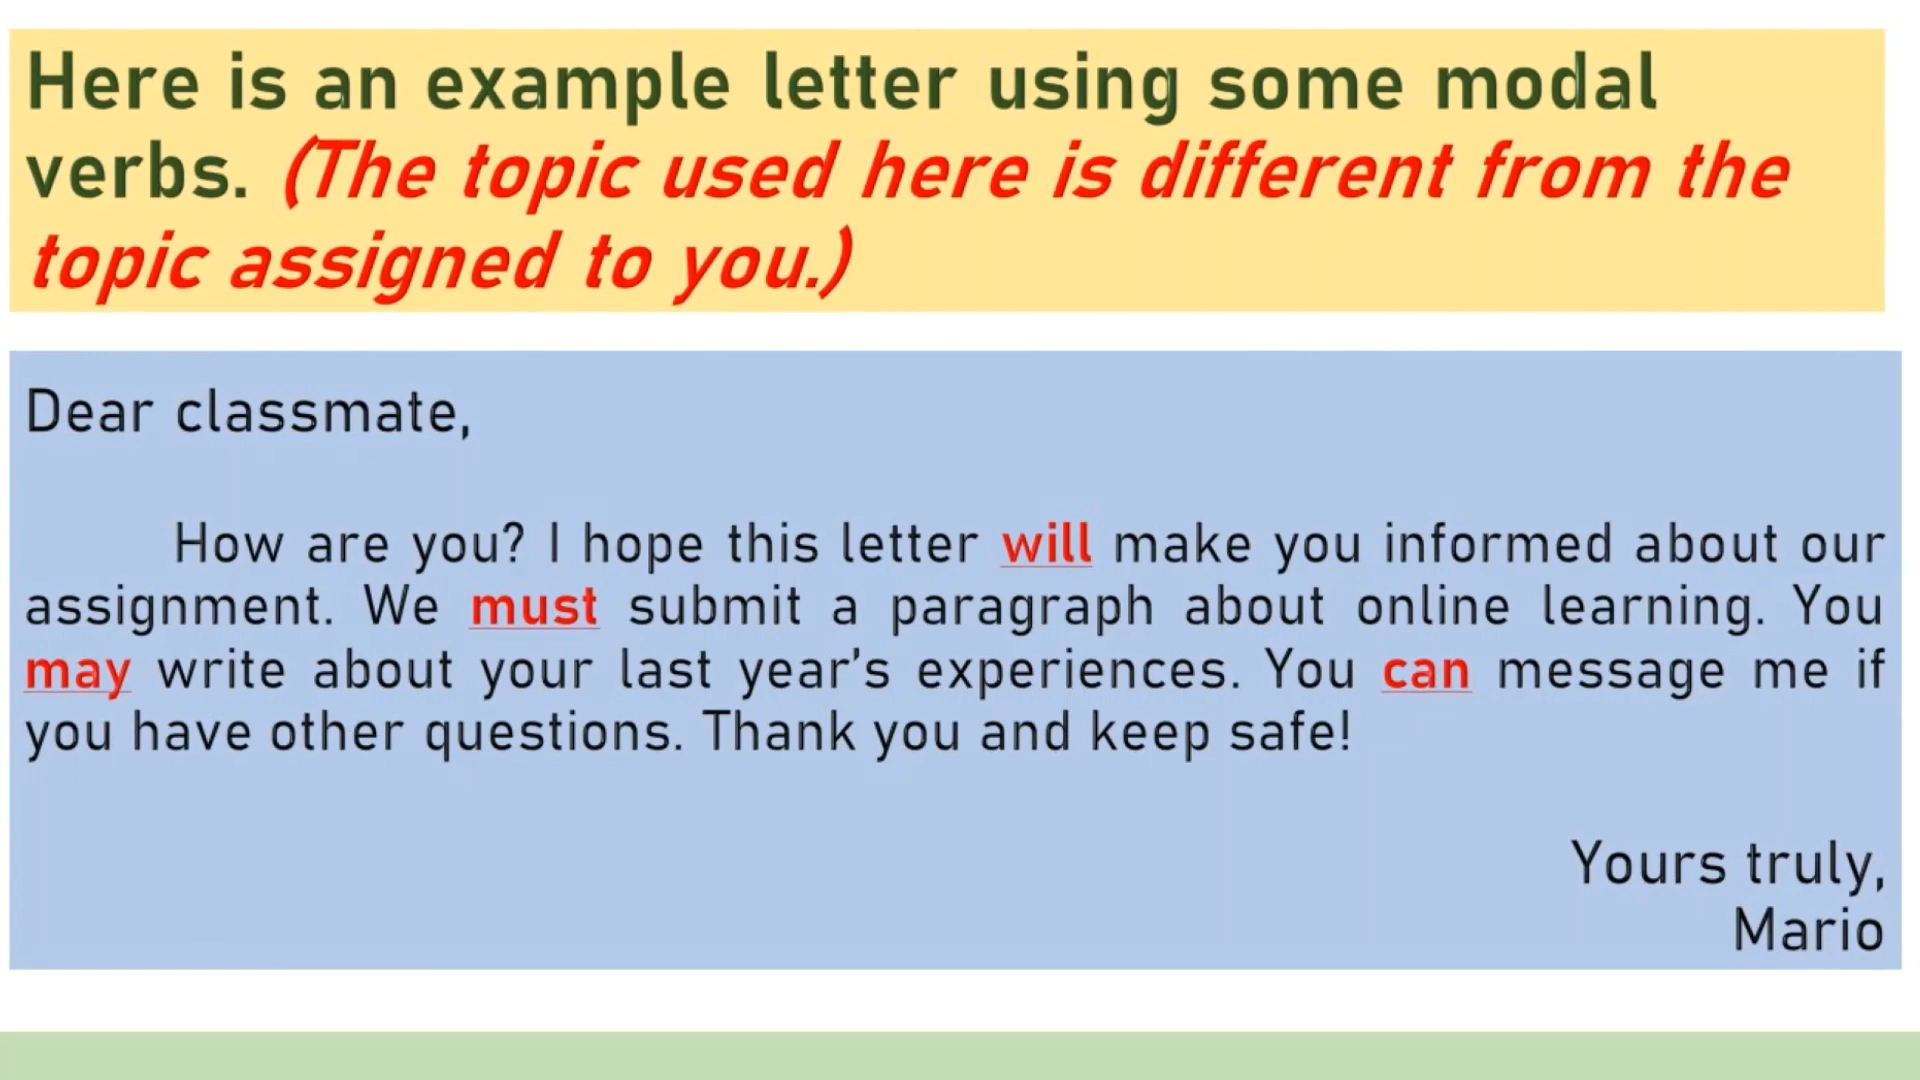 Here is an example letter using some modal
verbs. (The topic used here is different from the
topic assigned to you.)
Dear classmate,
How are you? I hope this letter will make you informed about our
assignment. We must submit a paragraph about online learning. You
may write about your last year’s experiences. You can message me if
you have other questions. Thank you and keep safe!
Yours truly,
Mario